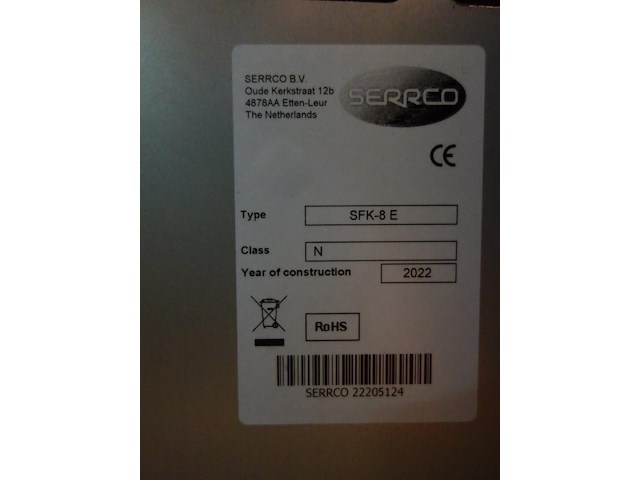 SERRCO B.V.
Oude Kerkstraat 12b
4878AA Etten-Leur
The Netherlands
SERRCO
CE
Type SFK-8 E
Class N
Year of construction 2022
RoHS
SERRCO 22205124